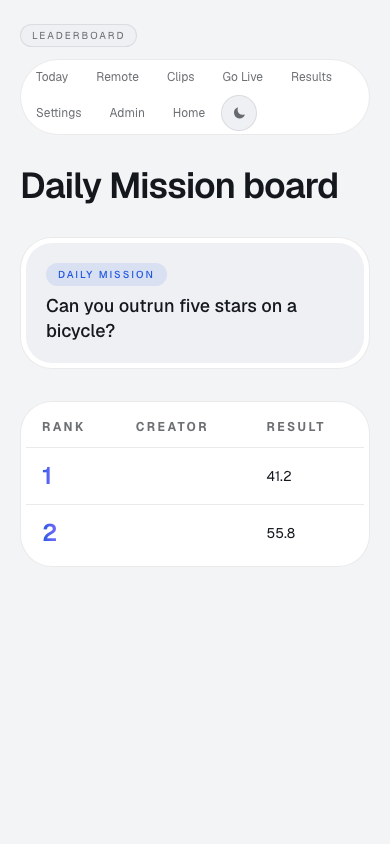 LEADERBOARD
Today Remote Clips Go Live Results
Settings Admin Home
Daily Mission board
DAILY MISSION
Can you outrun five stars on a
bicycle?
RANK CREATOR RESULT
1 41.2
2 55.8